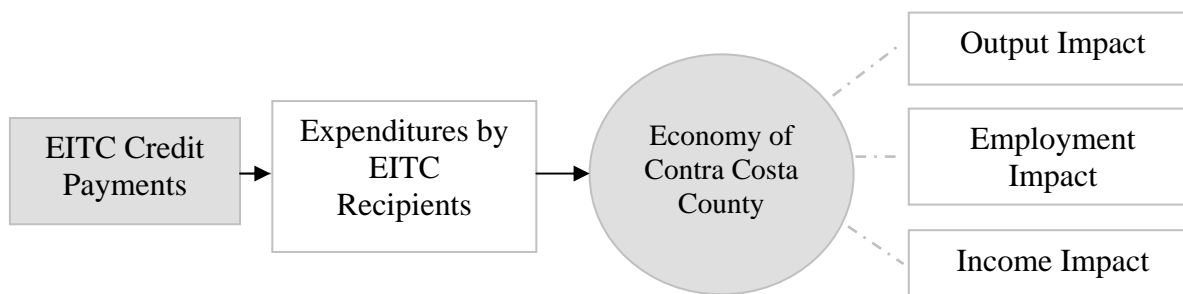 EITC Credit
Payments
Expenditures by
EITC
Recipients
Economy of
Contra Costa
County
Output Impact
Employment
Impact
Income Impact